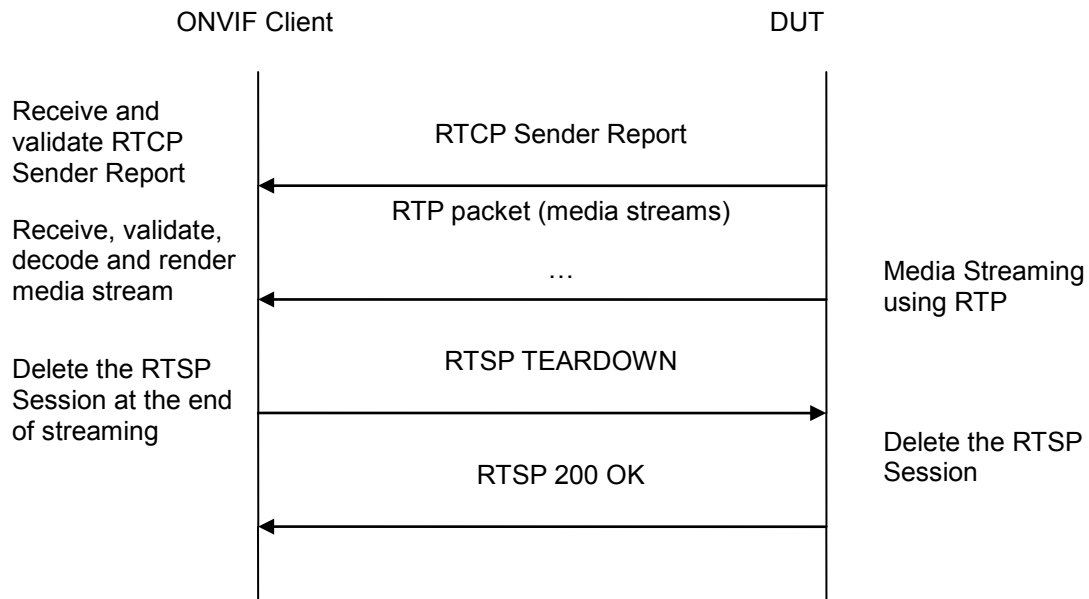 ONVIF Client
DUT
Receive and
validate RTCP
Sender Report
RTCP Sender Report
RTP packet (media streams)
Receive, validate,
decode and render
media stream
…
Media Streaming
using RTP
RTSP TEARDOWN
Delete the RTSP
Session at the end
of streaming
Delete the RTSP
Session
RTSP 200 OK